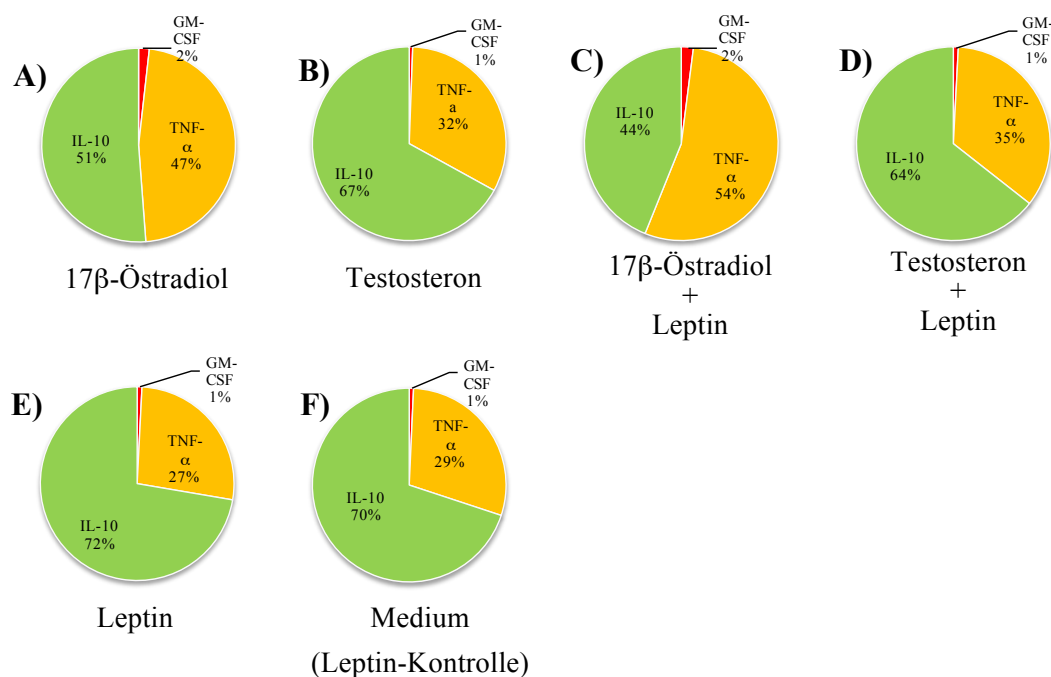 A)
GM-
CSF
2%
TNF-
α
47%
IL-10
51%
17β-Östradiol
B)
GM-
CSF
1%
TNF-
a
32%
IL-10
67%
Testosteron
C)
GM-
CSF
2%
TNF-
α
54%
IL-10
44%
17β-Östradiol
+
Leptin
D)
GM-
CSF
1%
TNF-
α
35%
IL-10
64%
Testosteron
+
Leptin
E)
GM-
CSF
1%
TNF-
α
27%
IL-10
72%
Leptin
F)
GM-
CSF
1%
TNF-
α
29%
IL-10
70%
Medium
(Leptin-Kontrolle)